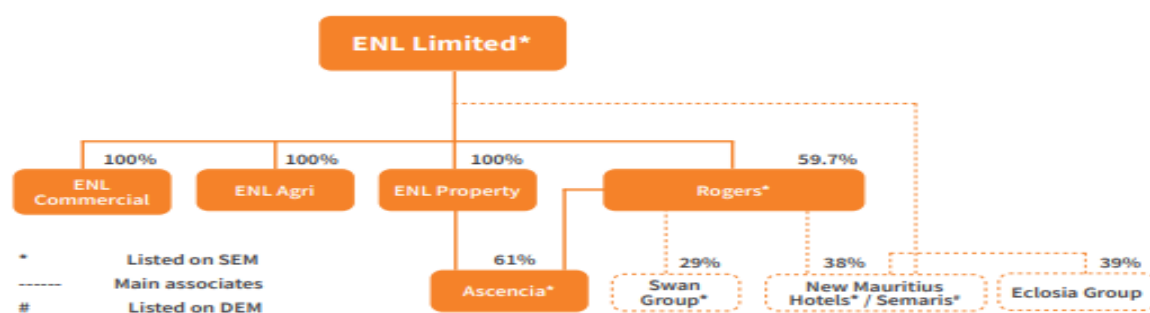 ENL Limited*
100%
100%
100%
59.7%
ENL
Commercial
ENL Agri
ENL Property
Rogers*
* Listed on SEM
------ Main associates
# Listed on DEM
61%
29%
38%
39%
Ascencia*
Swan
Group*
New Mauritius
Hotels* / Semaris*
Eclosia Group